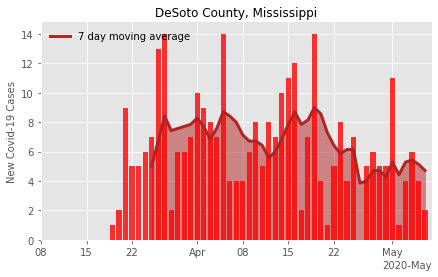 DeSoto County, Mississippi
7 day moving average
New Covid-19 Cases
14
12
10
8
6
4
2
0
08 15 22 Apr 08 15 22 May
2020-May